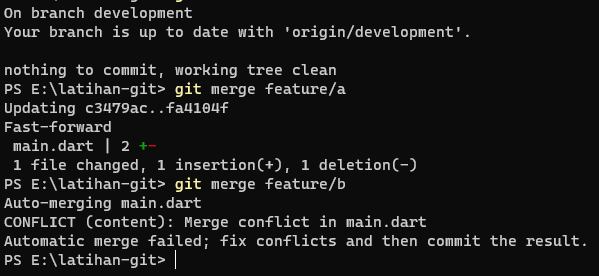 On branch development
Your branch is up to date with 'origin/development'.
nothing to commit, working tree clean
PS E:\latihan-git> git merge feature/a
Updating c3479ac..fa4104f
Fast-forward
 main.dart | 2 +-
 1 file changed, 1 insertion(+), 1 deletion(-)
PS E:\latihan-git> git merge feature/b
Auto-merging main.dart
CONFLICT (content): Merge conflict in main.dart
Automatic merge failed; fix conflicts and then commit the result.
PS E:\latihan-git>